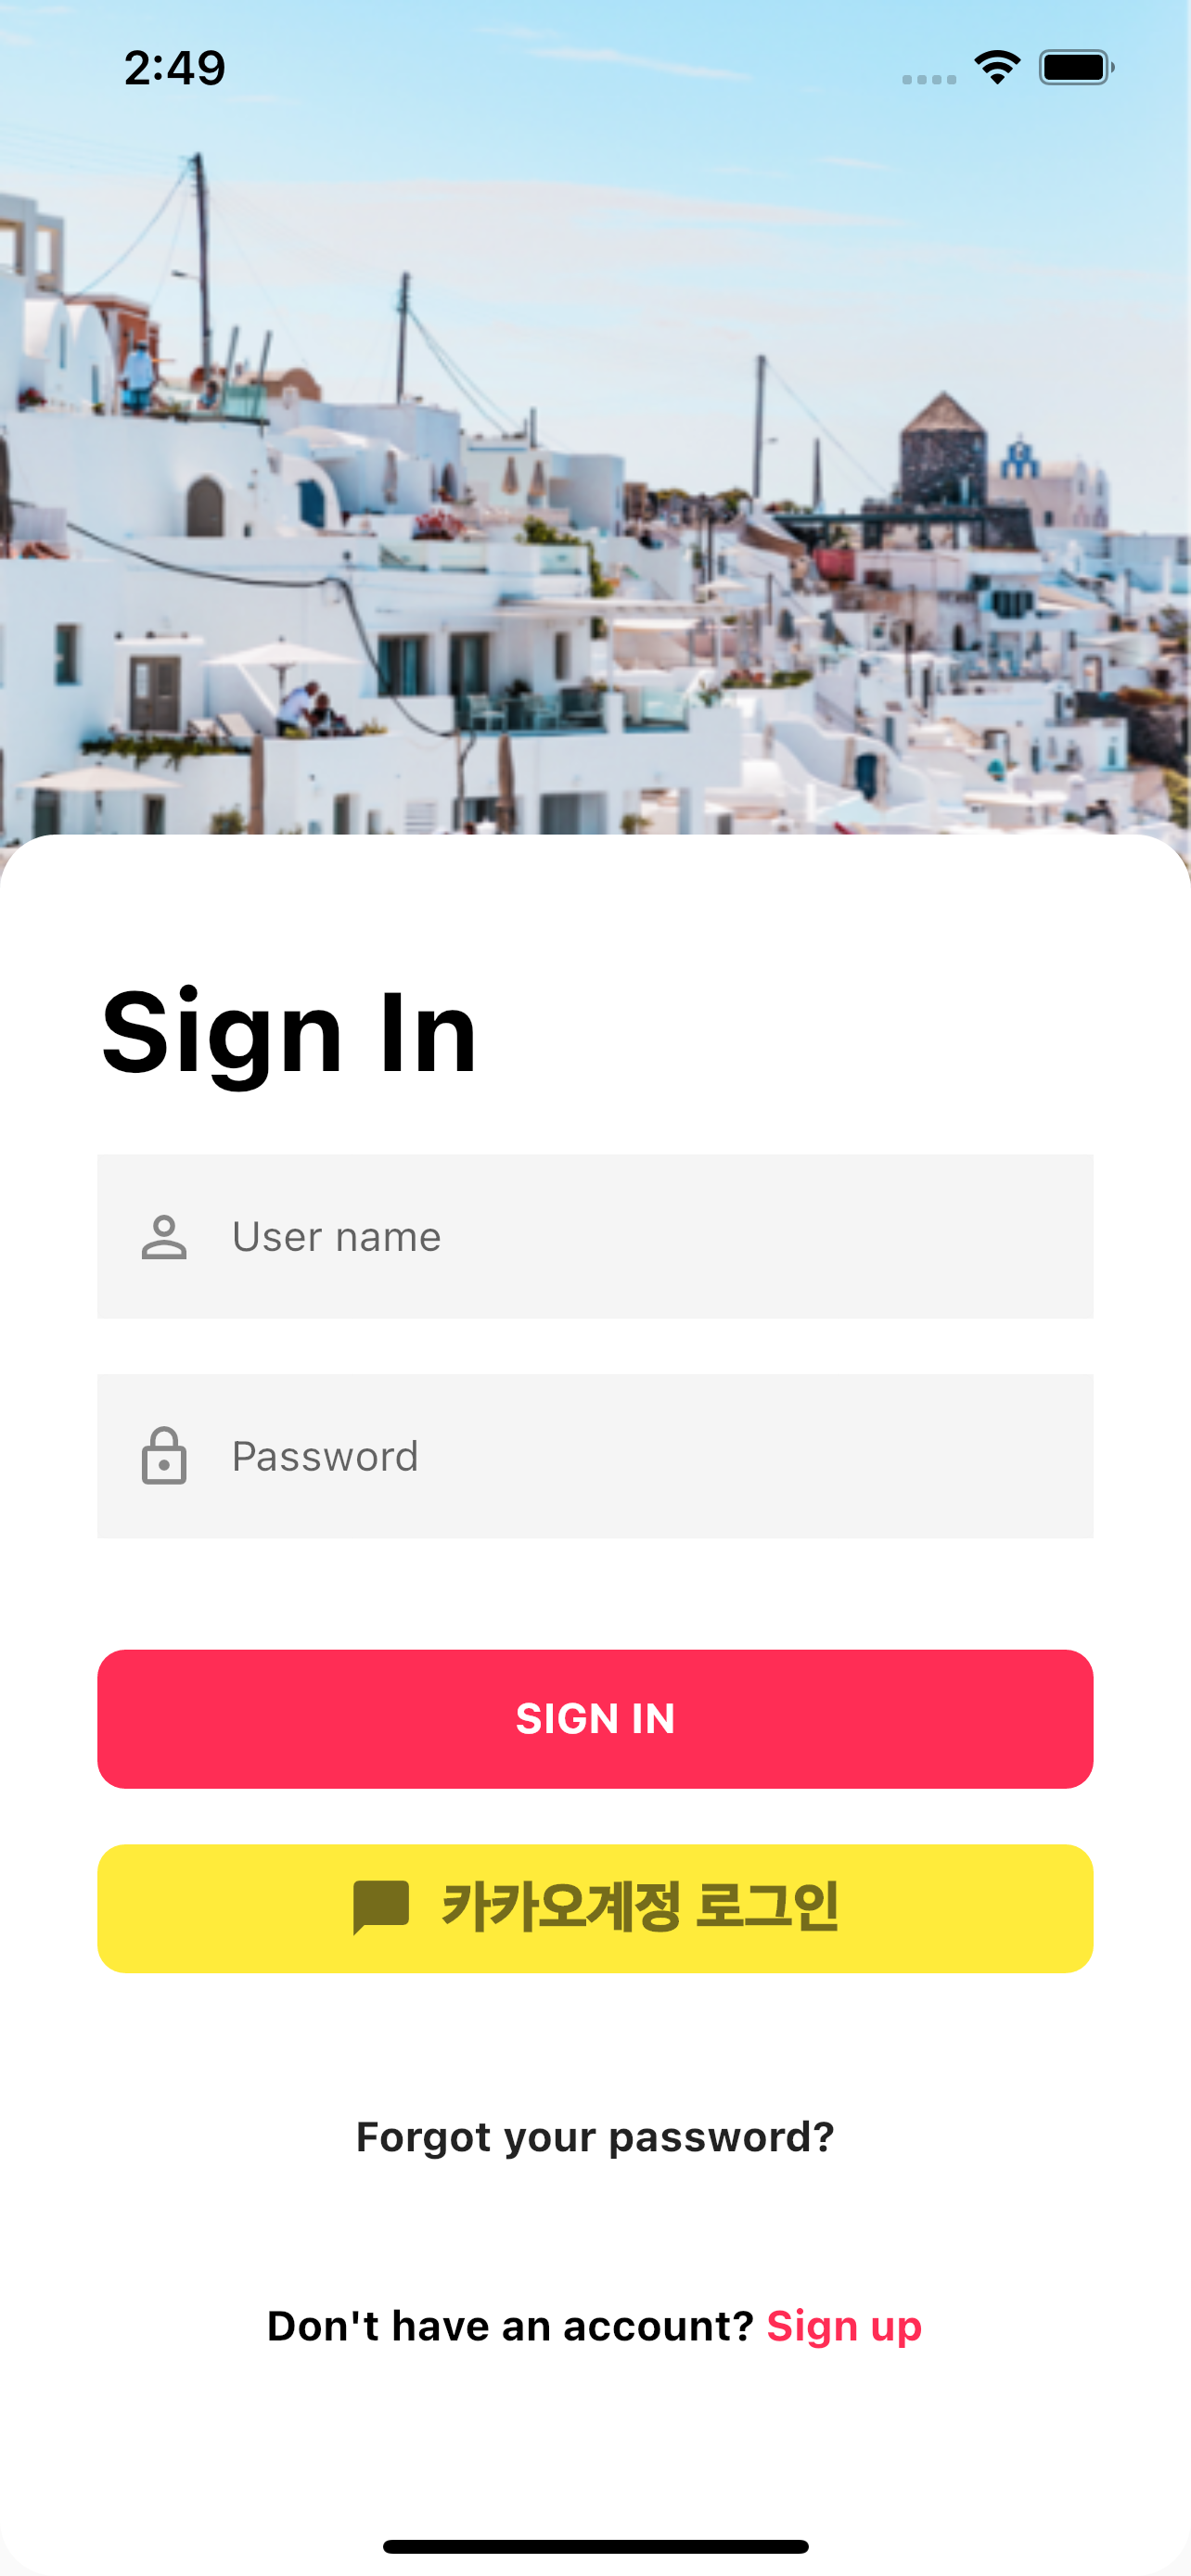 2:49
Sign In
User name
Password
SIGN IN
카카오계정 로그인
Forgot your password?
Don't have an account? Sign up